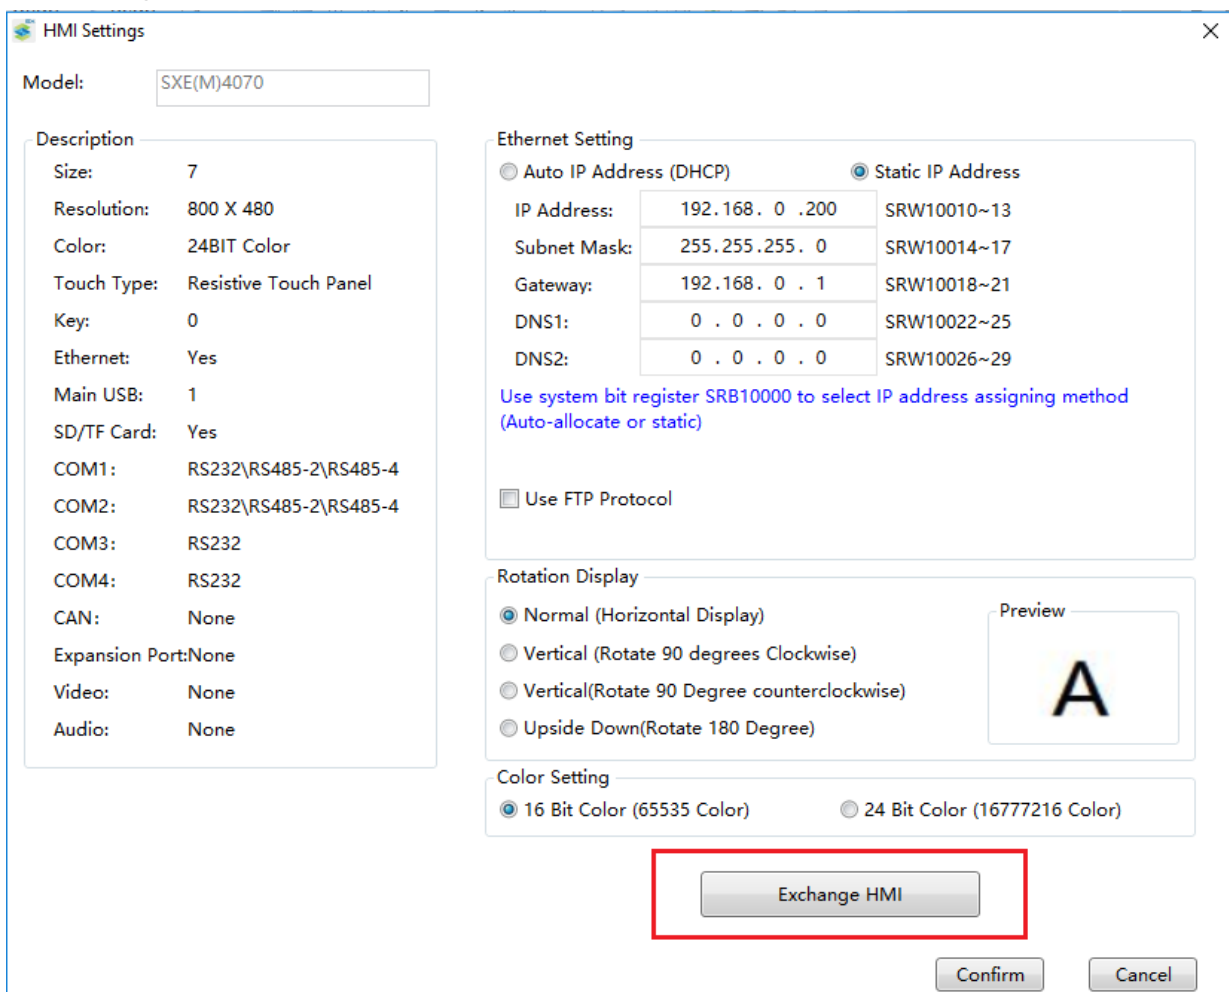 HMI Settings
Model: SXE(M)4070
Description
Size: 7
Resolution: 800 X 480
Color: 24BIT Color
Touch Type: Resistive Touch Panel
Key: 0
Ethernet: Yes
Main USB: 1
SD/TF Card: Yes
COM1: RS232\RS485-2\RS485-4
COM2: RS232\RS485-2\RS485-4
COM3: RS232
COM4: RS232
CAN: None
Expansion Port:None
Video: None
Audio: None
Ethernet Setting
Auto IP Address (DHCP) Static IP Address
IP Address: 192.168. 0 .200 SRW10010~13
Subnet Mask: 255.255.255. 0 SRW10014~17
Gateway: 192.168. 0 . 1 SRW10018~21
DNS1: 0 . 0 . 0 . 0 SRW10022~25
DNS2: 0 . 0 . 0 . 0 SRW10026~29
Use system bit register SRB10000 to select IP address assigning method
(Auto-allocate or static)
Use FTP Protocol
Rotation Display
Normal (Horizontal Display)
Vertical (Rotate 90 degrees Clockwise)
Vertical(Rotate 90 Degree counterclockwise)
Upside Down(Rotate 180 Degree)
Preview
A
Color Setting
16 Bit Color (65535 Color) 24 Bit Color (16777216 Color)
Exchange HMI
Confirm Cancel